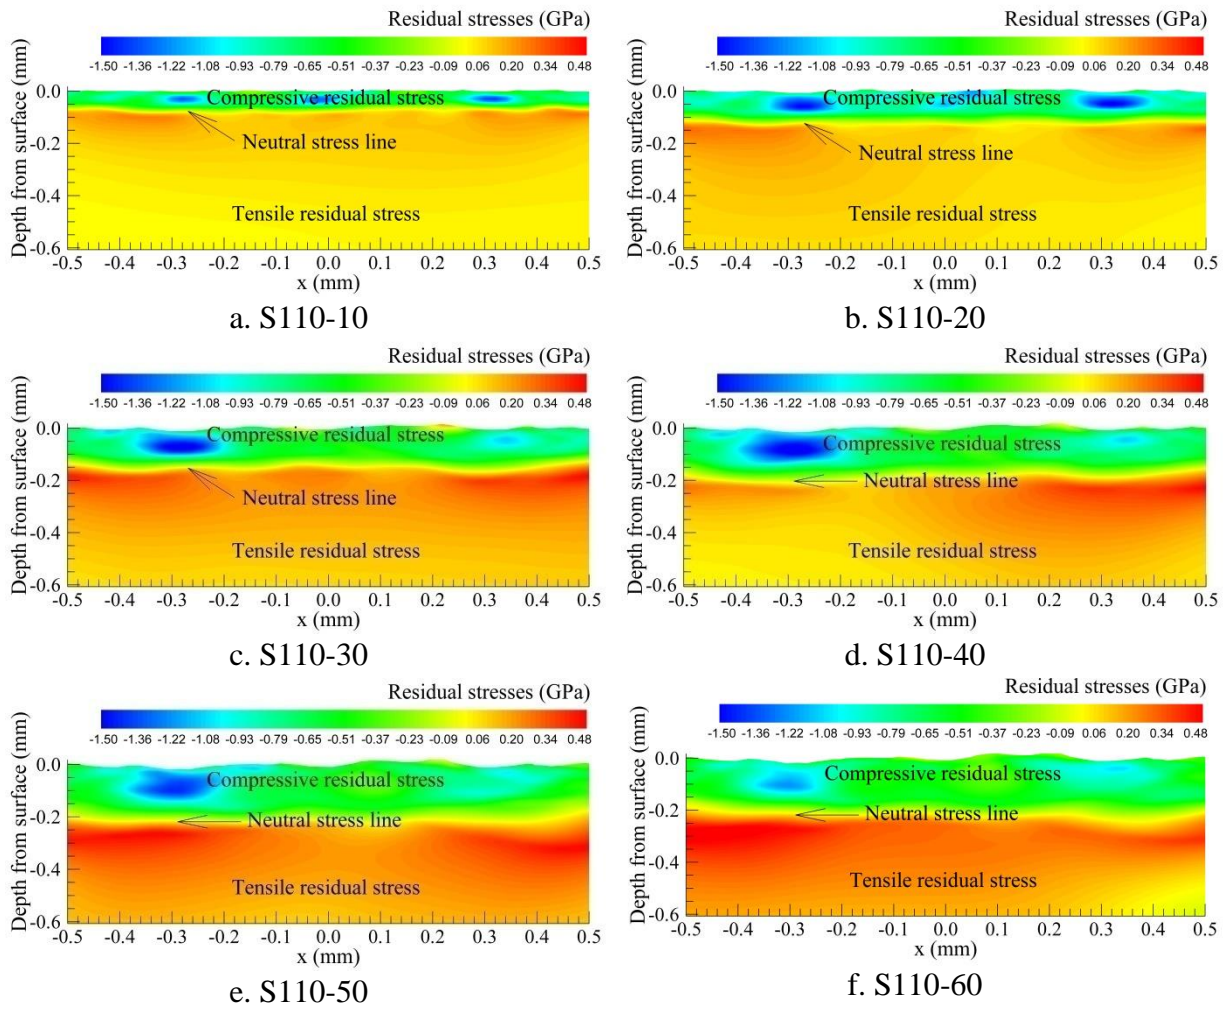 Residual stresses (GPa)
-1.50 -1.36 -1.22 -1.08 -0.93 -0.79 -0.65 -0.51 -0.37 -0.23 -0.09 0.06 0.20 0.34 0.48
Depth from surface (mm)
0.0
-0.2
-0.4
-0.6
Compressive residual stress
Neutral stress line
Tensile residual stress
-0.5 -0.4 -0.3 -0.2 -0.1 0.0 0.1 0.2 0.3 0.4 0.5
x (mm)
a. S110-10
Residual stresses (GPa)
-1.50 -1.36 -1.22 -1.08 -0.93 -0.79 -0.65 -0.51 -0.37 -0.23 -0.09 0.06 0.20 0.34 0.48
Depth from surface (mm)
0.0
-0.2
-0.4
-0.6
Compressive residual stress
Neutral stress line
Tensile residual stress
-0.5 -0.4 -0.3 -0.2 -0.1 0.0 0.1 0.2 0.3 0.4 0.5
x (mm)
b. S110-20
Residual stresses (GPa)
-1.50 -1.36 -1.22 -1.08 -0.93 -0.79 -0.65 -0.51 -0.37 -0.23 -0.09 0.06 0.20 0.34 0.48
Depth from surface (mm)
0.0
-0.2
-0.4
-0.6
Compressive residual stress
Neutral stress line
Tensile residual stress
-0.5 -0.4 -0.3 -0.2 -0.1 0.0 0.1 0.2 0.3 0.4 0.5
x (mm)
c. S110-30
Residual stresses (GPa)
-1.50 -1.36 -1.22 -1.08 -0.93 -0.79 -0.65 -0.51 -0.37 -0.23 -0.09 0.06 0.20 0.34 0.48
Depth from surface (mm)
0.0
-0.2
-0.4
-0.6
Compressive residual stress
Neutral stress line
Tensile residual stress
-0.5 -0.4 -0.3 -0.2 -0.1 0.0 0.1 0.2 0.3 0.4 0.5
x (mm)
d. S110-40
Residual stresses (GPa)
-1.50 -1.36 -1.22 -1.08 -0.93 -0.79 -0.65 -0.51 -0.37 -0.23 -0.09 0.06 0.20 0.34 0.48
Depth from surface (mm)
0.0
-0.2
-0.4
-0.6
Compressive residual stress
Neutral stress line
Tensile residual stress
-0.5 -0.4 -0.3 -0.2 -0.1 0.0 0.1 0.2 0.3 0.4 0.5
x (mm)
e. S110-50
Residual stresses (GPa)
-1.50 -1.36 -1.22 -1.08 -0.93 -0.79 -0.65 -0.51 -0.37 -0.23 -0.09 0.06 0.20 0.34 0.48
Depth from surface (mm)
0.0
-0.2
-0.4
-0.6
Compressive residual stress
Neutral stress line
Tensile residual stress
-0.5 -0.4 -0.3 -0.2 -0.1 0.0 0.1 0.2 0.3 0.4 0.5
x (mm)
f. S110-60